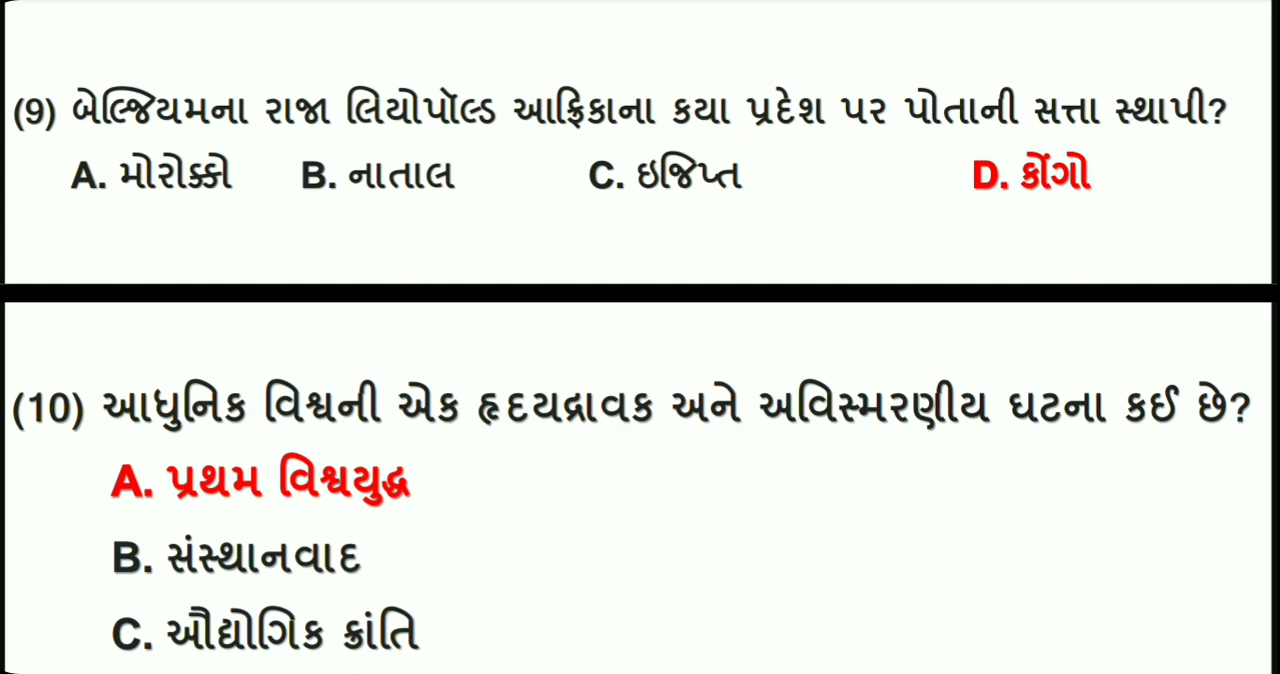 (9) બેલ્જિયમના રાજા લિયોપૉલ્ડ આફ્રિકાના કયા પ્રદેશ પર પોતાની સત્તા સ્થાપી?
A. મોરોક્કો B. નાતાલ C. ઇજિપ્ત D. કોંગો
(10) આધુનિક વિશ્વની એક હૃદયદ્રાવક અને અવિસ્મરણીય ઘટના કઈ છે?
A. પ્રથમ વિશ્વયુદ્ધ
B. સંસ્થાનવાદ
C. ઔદ્યોગિક ક્રાંતિ